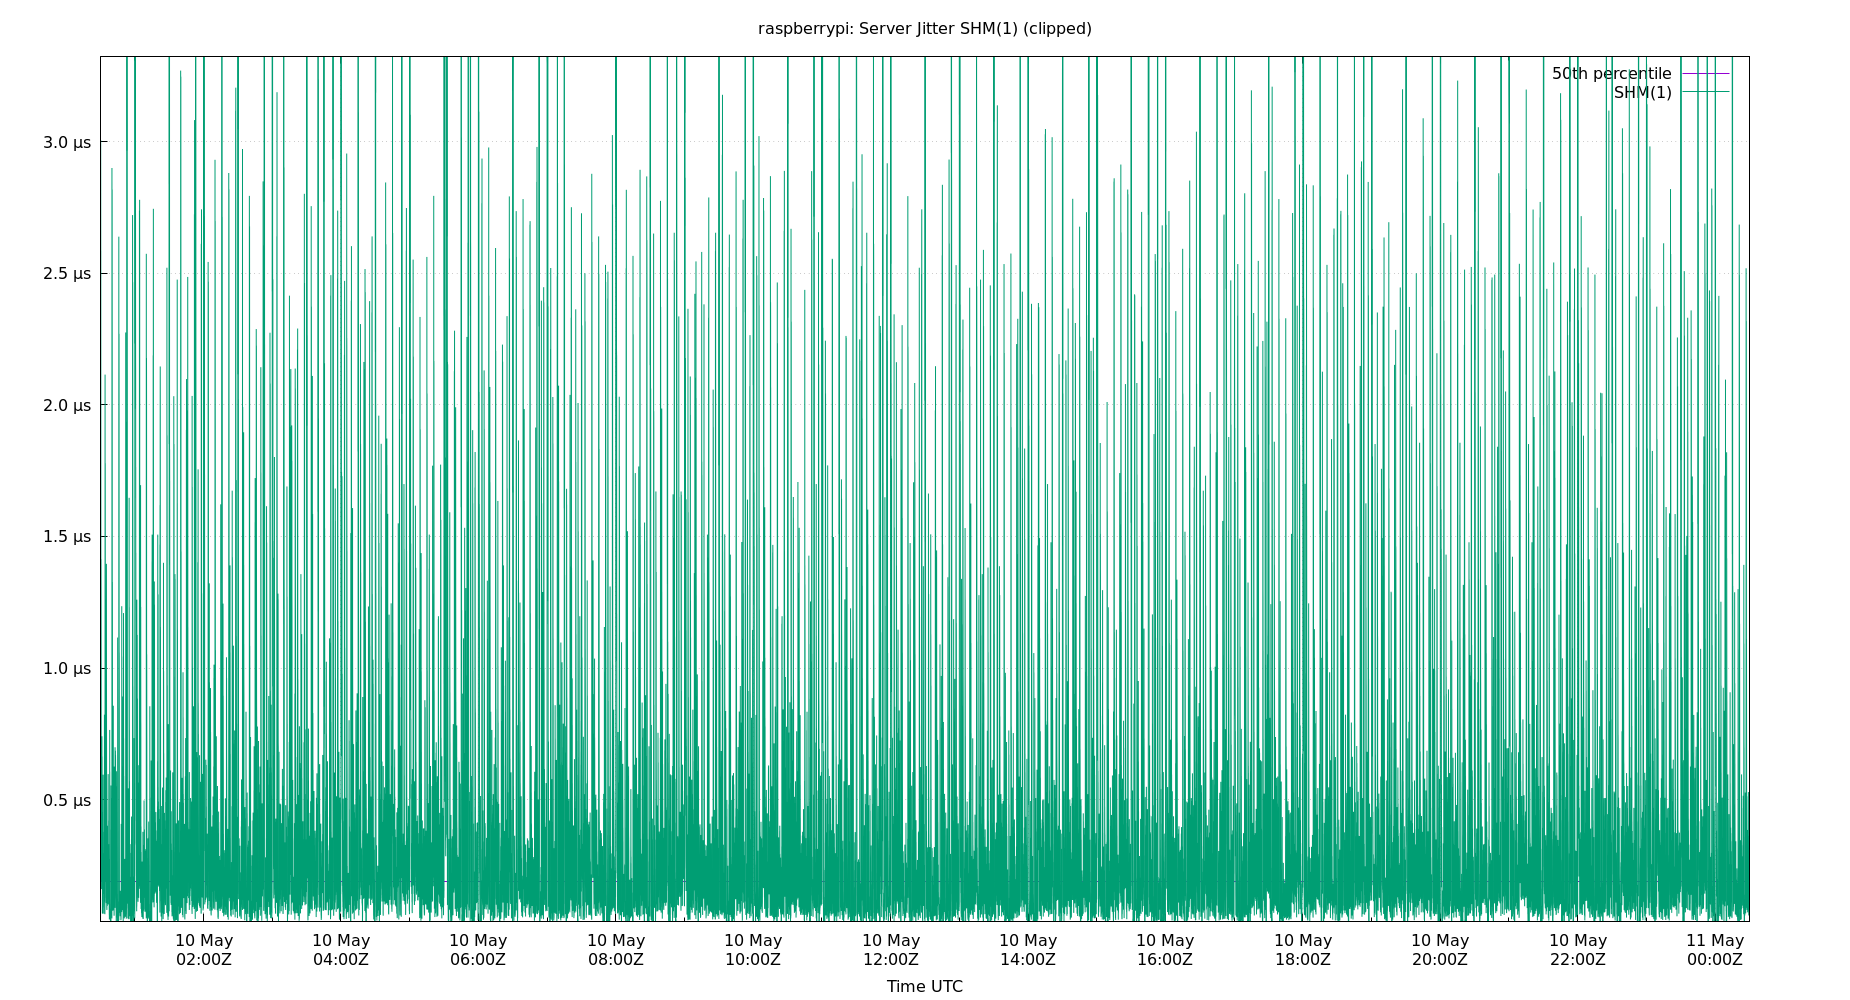 raspberrypi: Server Jitter SHM(1) (clipped)
50th percentile
SHM(1)
3.0 µs
2.5 µs
2.0 µs
1.5 µs
1.0 µs
0.5 µs
10 May 10 May 10 May 10 May 10 May 10 May 10 May 10 May 10 May 10 May 10 May 11 May
02:00Z 04:00Z 06:00Z 08:00Z 10:00Z 12:00Z 14:00Z 16:00Z 18:00Z 20:00Z 22:00Z 00:00Z
Time UTC